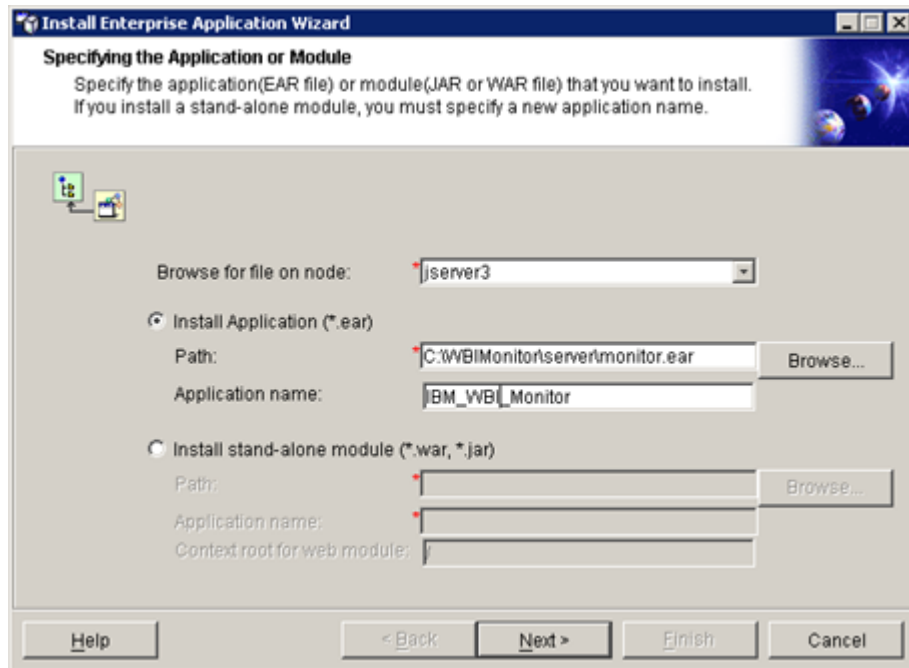 Install Enterprise Application Wizard
Specifying the Application or Module
Specify the application(EAR file) or module(JAR or WAR file) that you want to install.
If you install a stand-alone module, you must specify a new application name.
Browse for file on node: *jserver3
Install Application (*.ear)
Path: *C:\WBIMonitor\server\monitor.ear Browse...
Application name: IBM_WBI_Monitor
Install stand-alone module (*.war, *.jar)
Path: * Browse...
Application name: *
Context root for web module: /
Help < Back Next > Finish Cancel